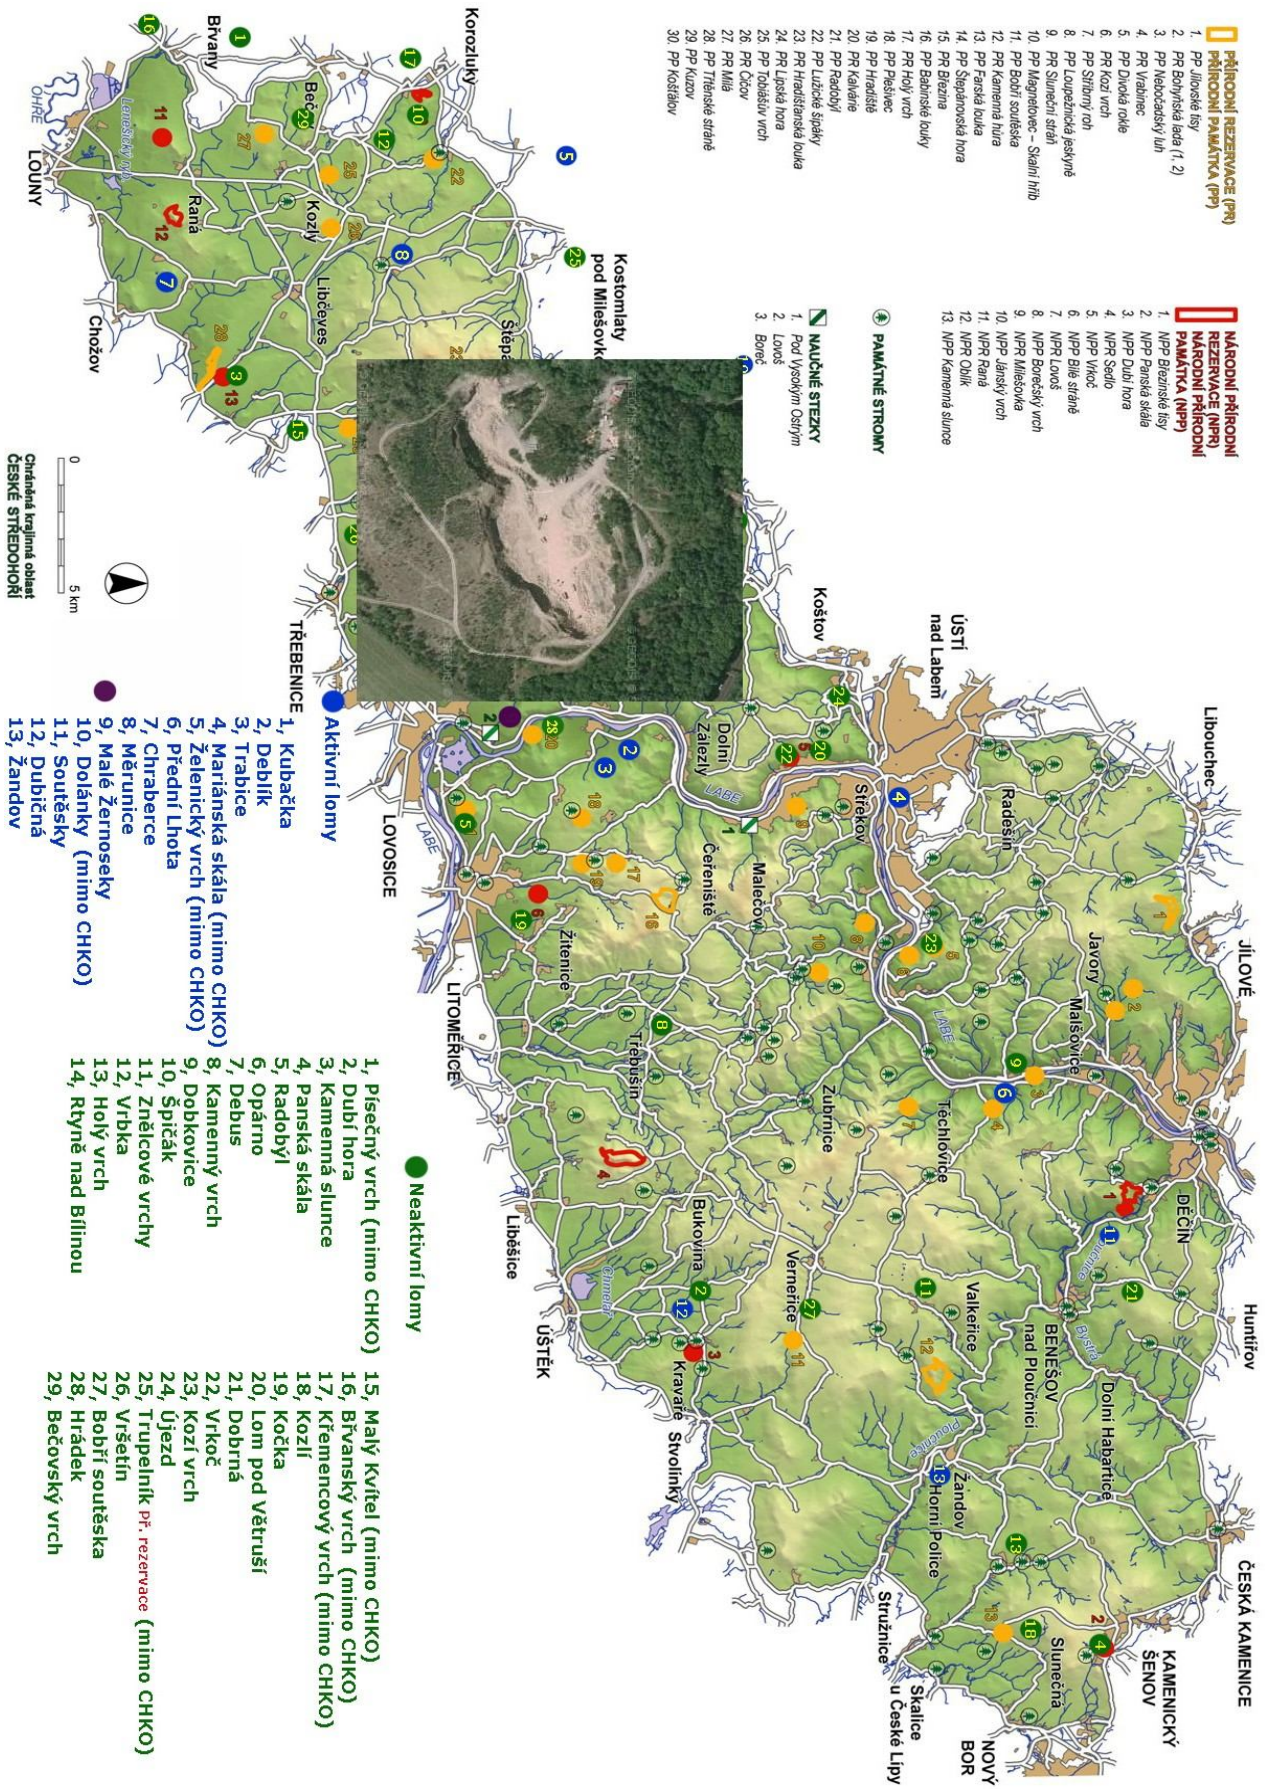 PŘÍRODNÍ REZERVACE (PR)
PŘÍRODNÍ PAMÁTKA (PP)
1. PP Jílovské tisy
2. PR Bohyňská lada (1, 2)
3. PP Nebočadský luh
4. PR Vrabinec
5. PP Divoká rokle
6. PR Kozí vrch
7. PP Stříbrný roh
8. PP Loupežnická jeskyně
9. PR Sluneční stráň
10. PP Magnetovec – Skalní hřib
11. PP Bobří soutěska
12. PR Kamenná hůra
13. PP Farská louka
14. PP Štěpánovská hora
15. PR Březina
16. PP Babinské louky
17. PR Holý vrch
18. PP Plešivec
19. PP Hradiště
20. PR Kalvárie
21. PP Radobýl
22. PP Lužické šipáky
23. PR Hradišťanská louka
24. PR Lipská hora
25. PP Tobiášův vrch
26. PR Číčov
27. PR Milá
28. PP Třtěnské stráně
29. PP Kuzov
30. PP Košťálov
NÁRODNÍ PŘÍRODNÍ
REZERVACE (NPR)
NÁRODNÍ PŘÍRODNÍ
PAMÁTKA (NPP)
1. NPP Březinské tisy
2. NPP Panská skála
3. NPP Dubí hora
4. NPR Sedlo
5. NPP Vrkoč
6. NPP Bílé stráně
7. NPR Lovoš
8. NPP Borečský vrch
9. NPR Milešovka
10. NPP Jánský vrch
11. NPR Raná
12. NPR Oblík
13. NPP Kamenná slunce
PAMÁTNÉ STROMY
NAUČNÉ STEZKY
1. Pod Vysokým Ostrým
2. Lovoš
3. Boreč
Korozluky
Břvany
Bečov
Kozly
Raná
Lenešický ryb.
OHŘE
LOUNY
Chožov
Libčeves
Kostomlaty
pod Milešovkou
TŘEBENICE
LOVOSICE
LABE
LITOMĚŘICE
Žitenice
Koštov
ÚSTÍ
nad Labem
Dolní
Zálezly
LABE
Střekov
Čeřeniště
Malečov
Třebušín
Radešín
Libouchec
JÍLOVÉ
Javory
Malšovice
LABE
Těchlovice
Zubrnice
DĚČÍN
Huntířov
Ploučnice
Bystrá
BENEŠOV
nad Ploučnicí
Dolní Habartice
Valkeřice
Verneřice
Bukovina
Liběšice
ÚŠTĚK
Chmelař
Kravaře
Stvolínky
Ploučnice
Žandov
Horní Police
Stružnice
Skalice
u České Lípy
Slunečná
NOVÝ
BOR
KAMENICKÝ
ŠENOV
ČESKÁ KAMENICE
0 5 km
Chráněná krajinná oblast
ČESKÉ STŘEDOHOŘÍ
Aktivní lomy
1, Kubačka
2, Deblík
3, Trabice
4, Mariánská skála (mimo CHKO)
5, Želenický vrch (mimo CHKO)
6, Přední Lhota
7, Chraberce
8, Měrunice
9, Malé Žernoseky
10, Dolánky (mimo CHKO)
11, Soutěsky
12, Dubičná
13, Žandov
Neaktivní lomy
1, Písečný vrch (mimo CHKO)
2, Dubí hora
3, Kamenná slunce
4, Panská skála
5, Radobýl
6, Opárno
7, Debus
8, Kamenný vrch
9, Dobkovice
10, Špičák
11, Znělcové vrchy
12, Vrbka
13, Holý vrch
14, Rtyně nad Bílinou
15, Malý Kvítel (mimo CHKO)
16, Břvanský vrch (mimo CHKO)
17, Křemencový vrch (mimo CHKO)
18, Kozlí
19, Kočka
20, Lom pod Větruší
21, Dobrná
22, Vrkoč
23, Kozí vrch
24, Újezd
25, Trupelník př. rezervace (mimo CHKO)
26, Vršetín
27, Bobří soutěska
28, Hrádek
29, Bečovský vrch